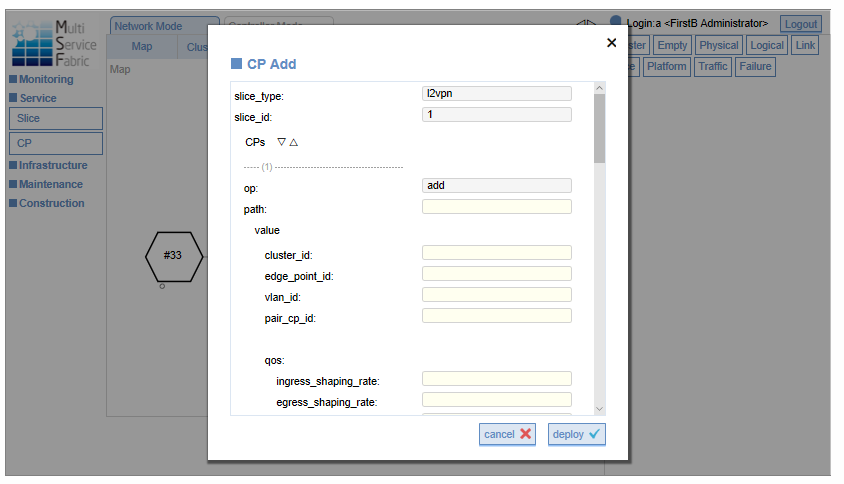 Multi
Service
Fabric
Network Mode
Controller Mode
Login:a <FirstB Administrator>
Logout
Map
Clus
ster
Empty
Physical
Logical
Link
Map
e
Platform
Traffic
Failure
Monitoring
Service
Slice
CP
Infrastructure
Maintenance
Construction
#33
CP Add
slice_type:
l2vpn
slice_id:
1
CPs ▽△
----- (1) --------------------------------
op:
add
path:
value
cluster_id:
edge_point_id:
vlan_id:
pair_cp_id:
qos:
ingress_shaping_rate:
egress_shaping_rate:
cancel
deploy